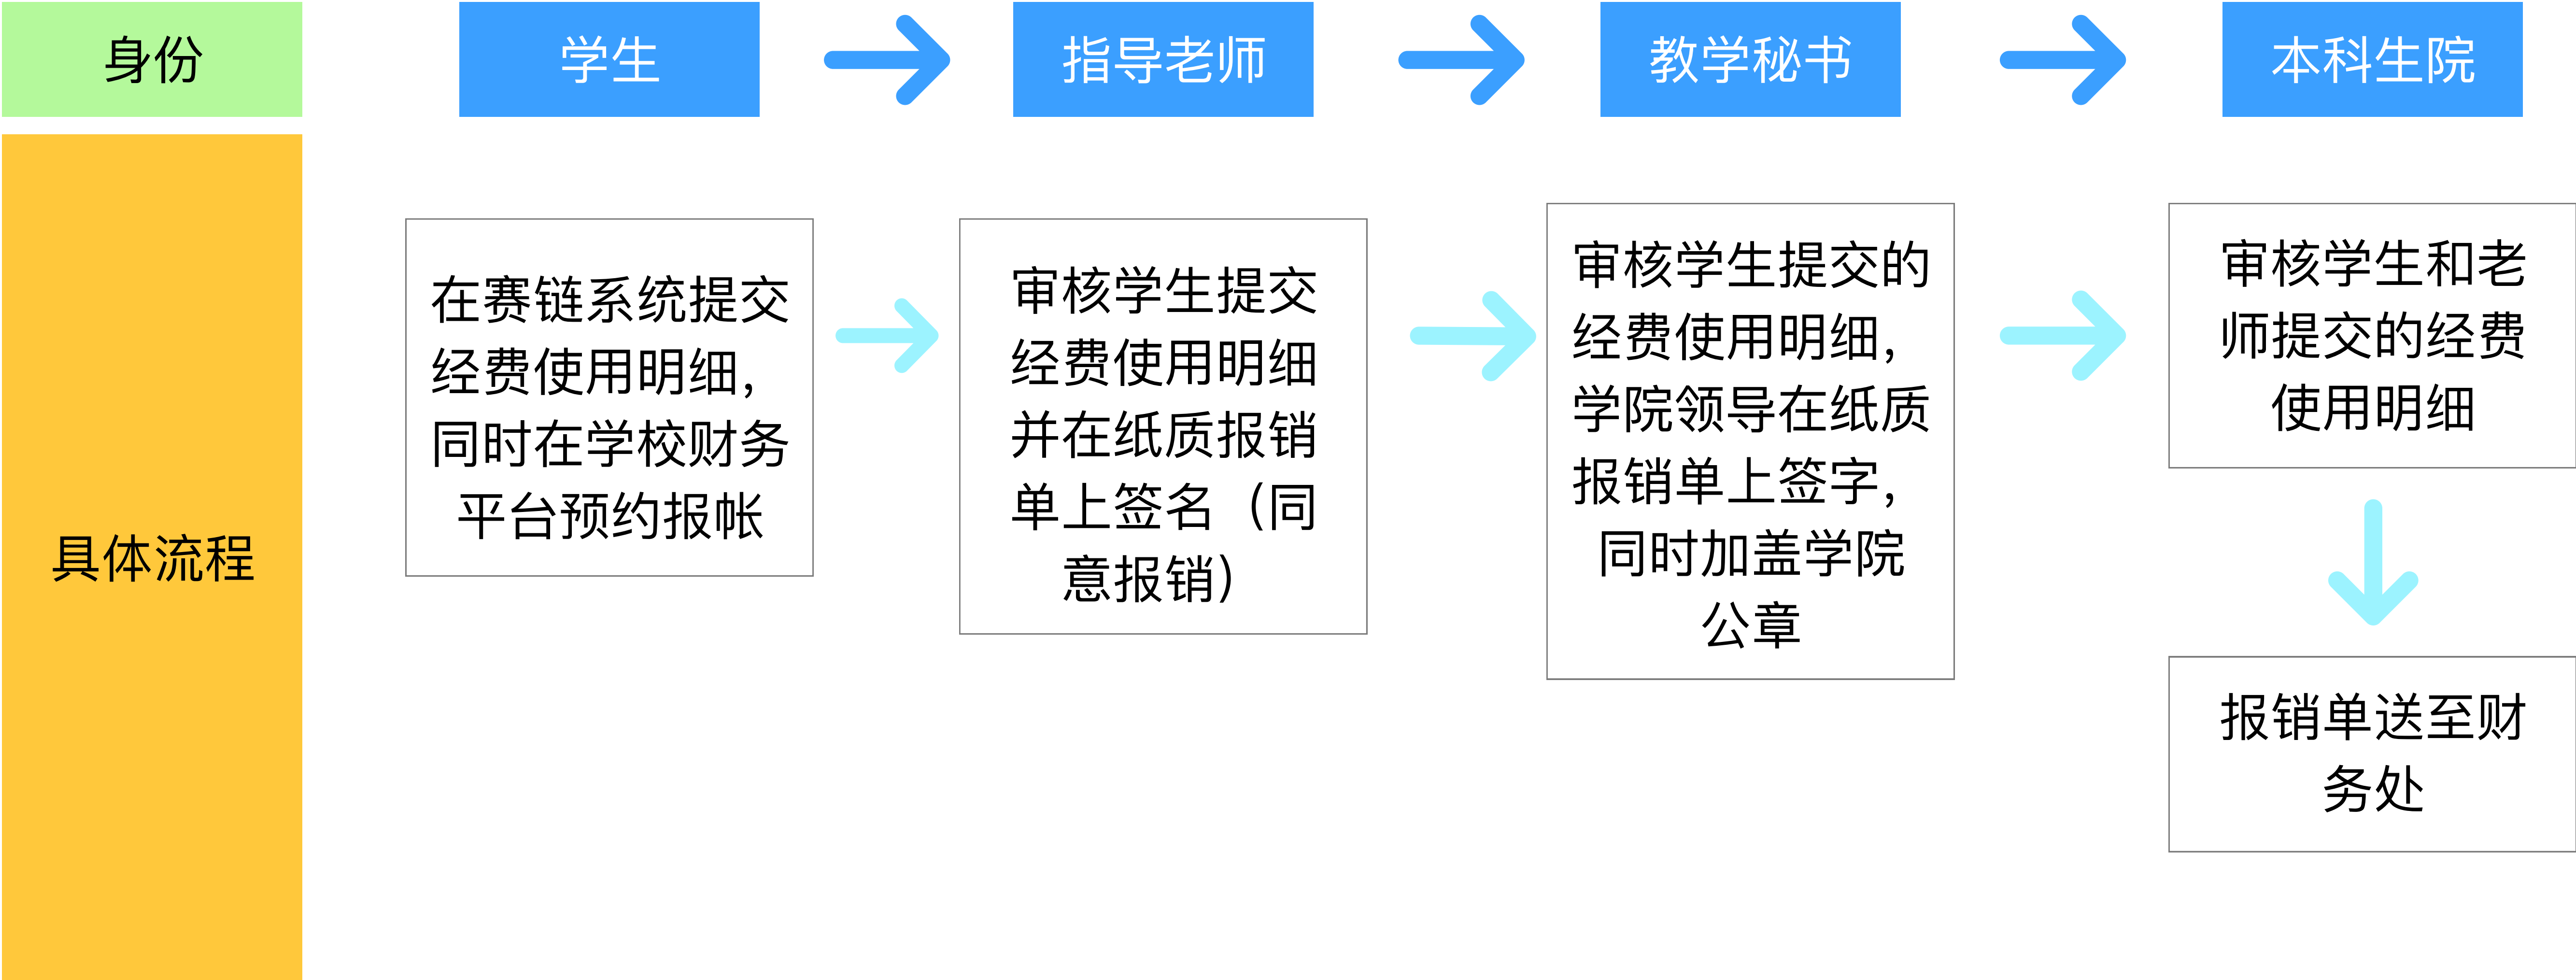 身份
学生
指导老师
教学秘书
本科生院
具体流程
在赛链系统提交
经费使用明细，
同时在学校财务
平台预约报帐
审核学生提交
经费使用明细
并在纸质报销
单上签名（同
意报销）
审核学生提交的
经费使用明细，
学院领导在纸质
报销单上签字，
同时加盖学院
公章
审核学生和老
师提交的经费
使用明细
报销单送至财
务处